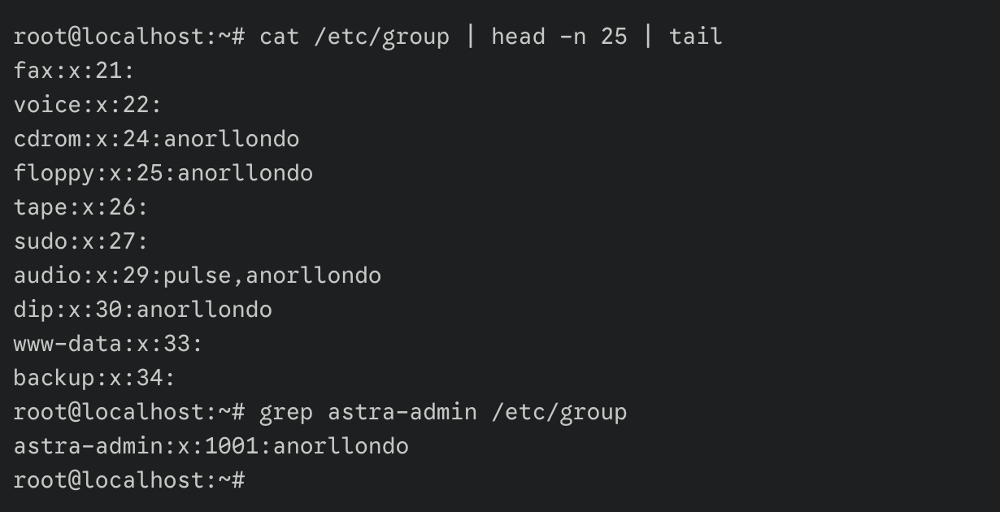 root@localhost:~# cat /etc/group | head -n 25 | tail
fax:x:21:
voice:x:22:
cdrom:x:24:anorllondo
floppy:x:25:anorllondo
tape:x:26:
sudo:x:27:
audio:x:29:pulse,anorllondo
dip:x:30:anorllondo
www-data:x:33:
backup:x:34:
root@localhost:~# grep astra-admin /etc/group
astra-admin:x:1001:anorllondo
root@localhost:~#